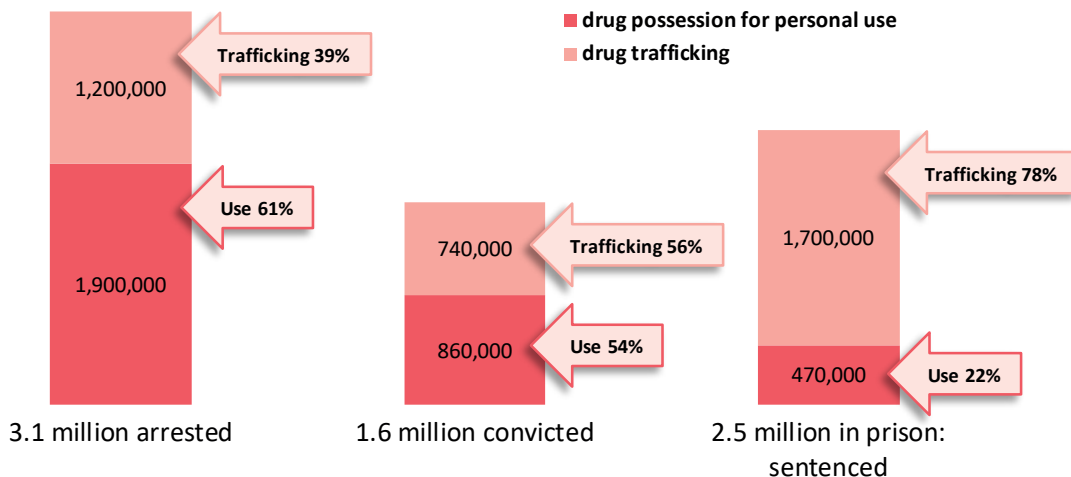 drug possession for personal use
drug trafficking
Trafficking 39%
1,200,000
Use 61%
1,900,000
3.1 million arrested
Trafficking 56%
740,000
Use 54%
860,000
1.6 million convicted
Trafficking 78%
1,700,000
Use 22%
470,000
2.5 million in prison:
sentenced